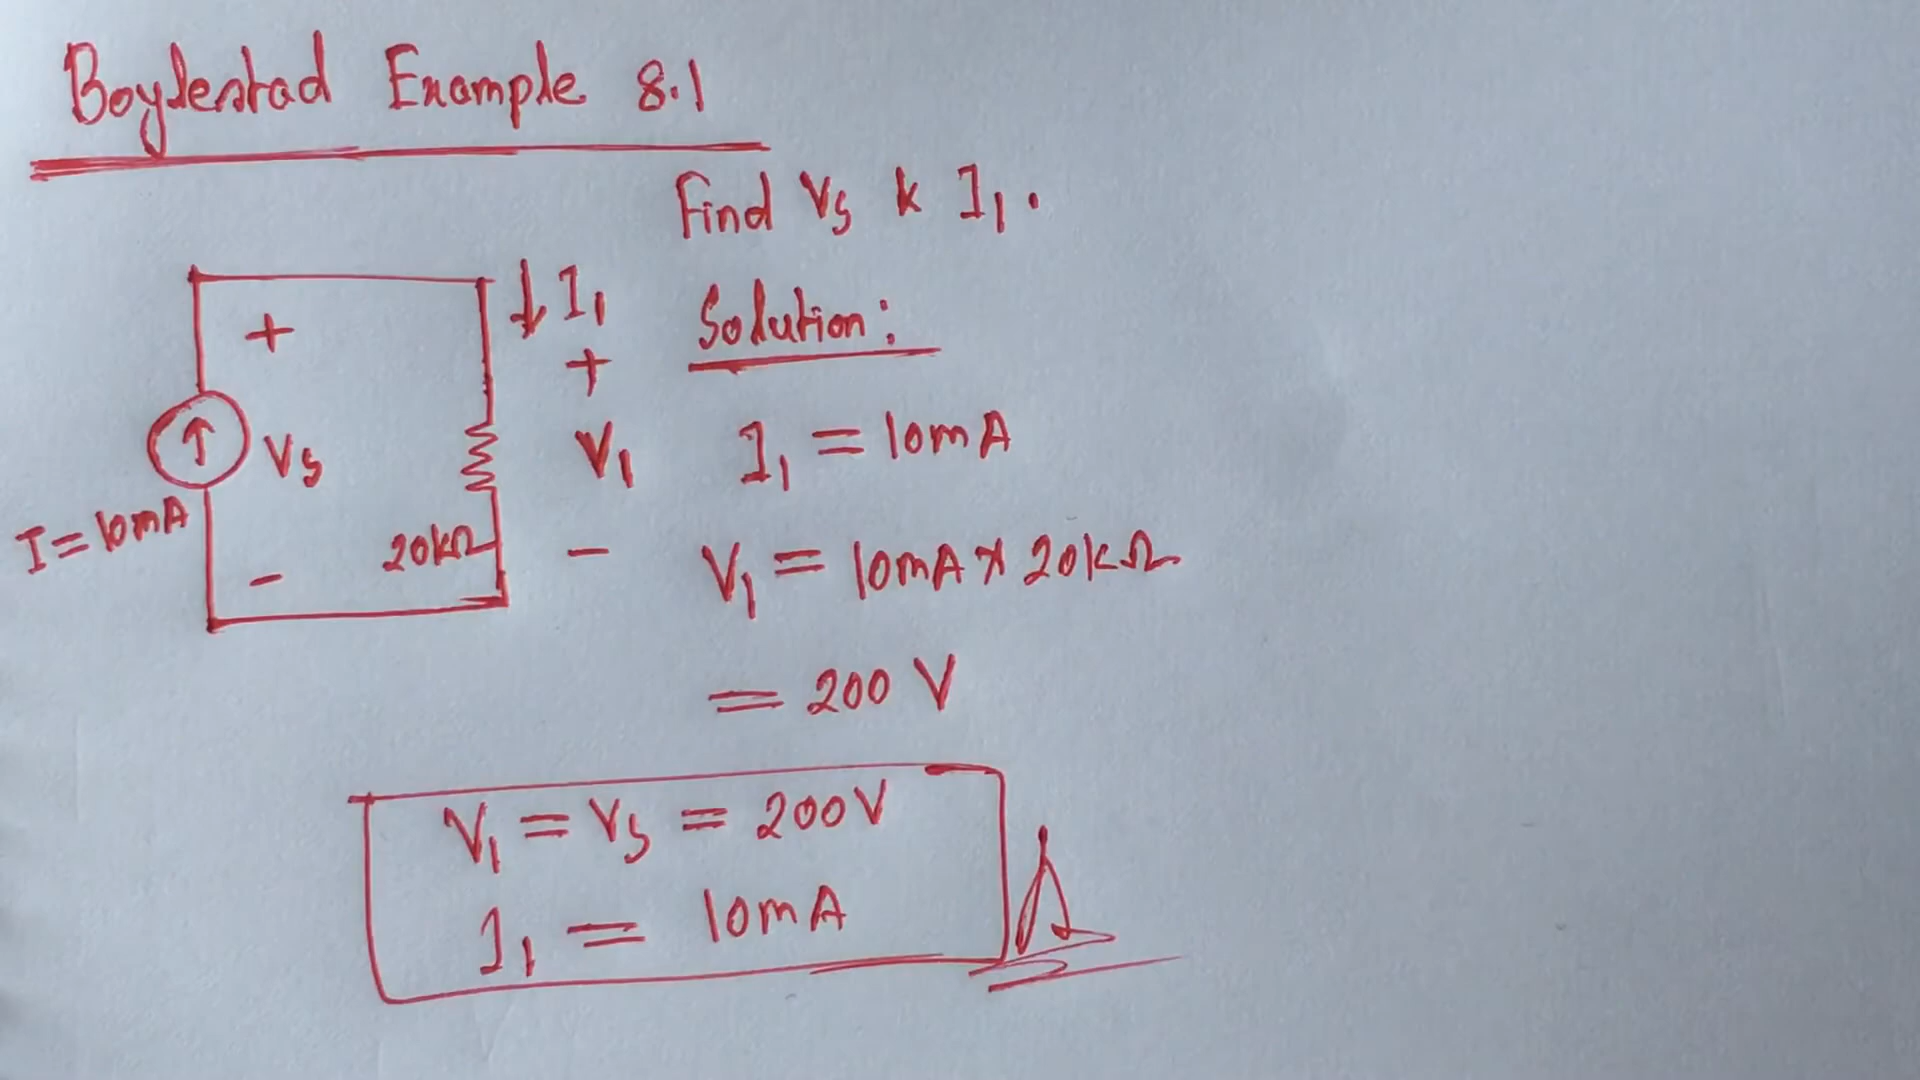 Boylestad Example 8.1
Find Vs & I1.
↓ I1
+
+
Solution:
Vs
V1
I = 10mA
20kΩ
-
-
I1 = 10mA
V1 = 10mA × 20kΩ
= 200 V
V1 = Vs = 200V
I1 = 10mA